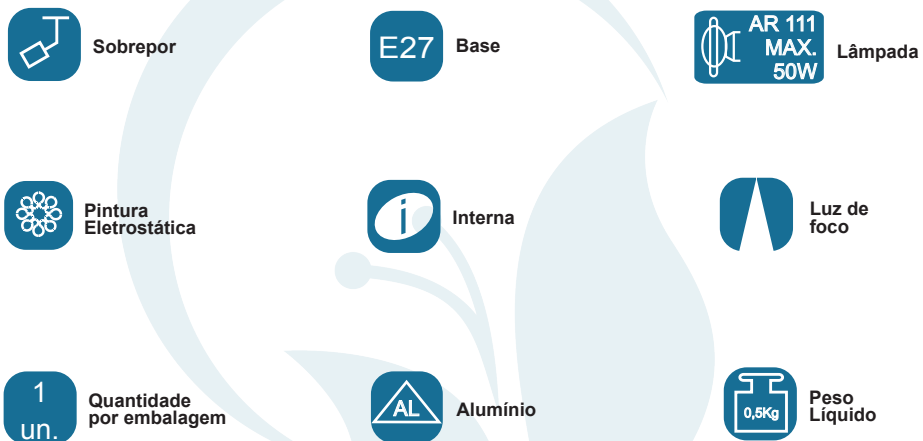 Sobrepor
E27
Base
AR 111
MAX.
50W
Lâmpada
Pintura
Eletrostática
i
Interna
Luz de
foco
1
un.
Quantidade
por embalagem
AL
Alumínio
0,5Kg
Peso
Líquido